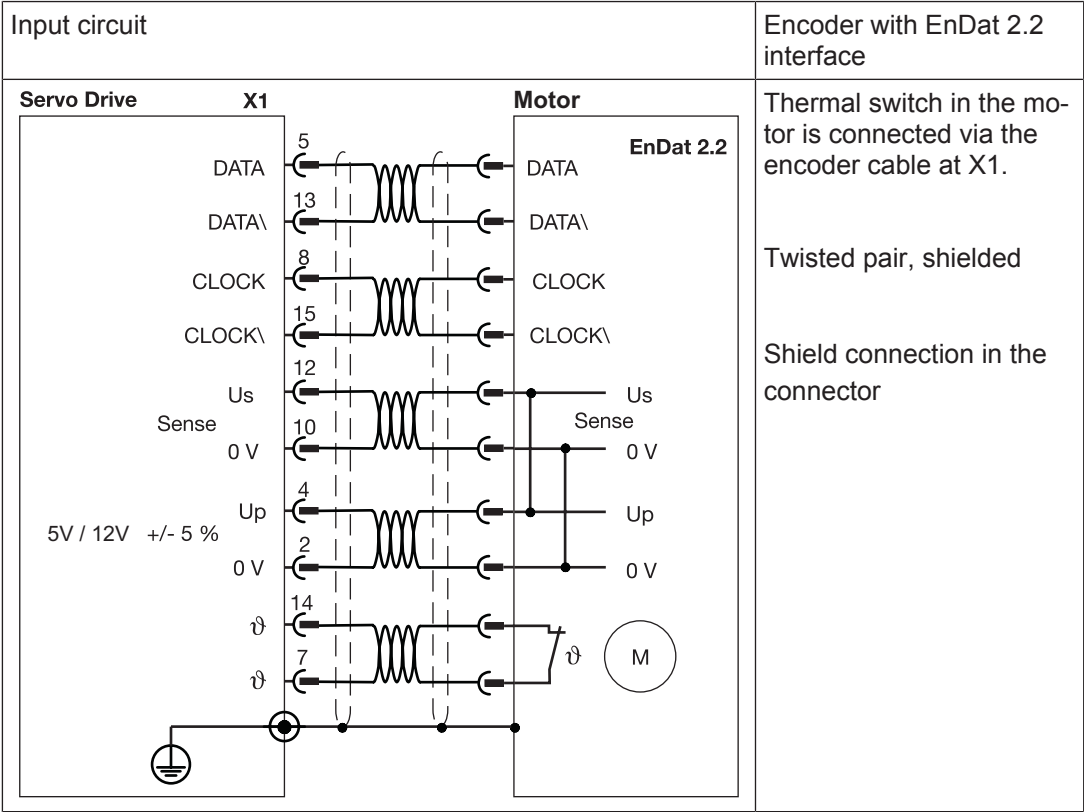 Input circuit
Encoder with EnDat 2.2
interface
Servo Drive X1 Motor
EnDat 2.2
5
DATA DATA
13
DATA\ DATA\
8
CLOCK CLOCK
15
CLOCK\ CLOCK\
12
Us Us
Sense Sense
10
0 V 0 V
4
Up Up
5V / 12V +/- 5 %
2
0 V 0 V
14
ϑ
ϑ M
7
ϑ
Thermal switch in the mo-
tor is connected via the
encoder cable at X1.
Twisted pair, shielded
Shield connection in the
connector